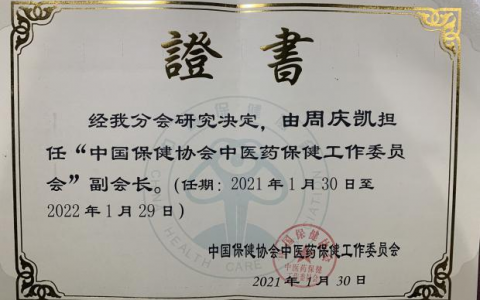 證書
经我分会研究决定，由周庆凯担
任“中国保健协会中医药保健工作委员
会”副会长。(任期：2021年1月30日至
2022年1月29日)
中国保健协会中医药保健工作委员会
2021年1月30日